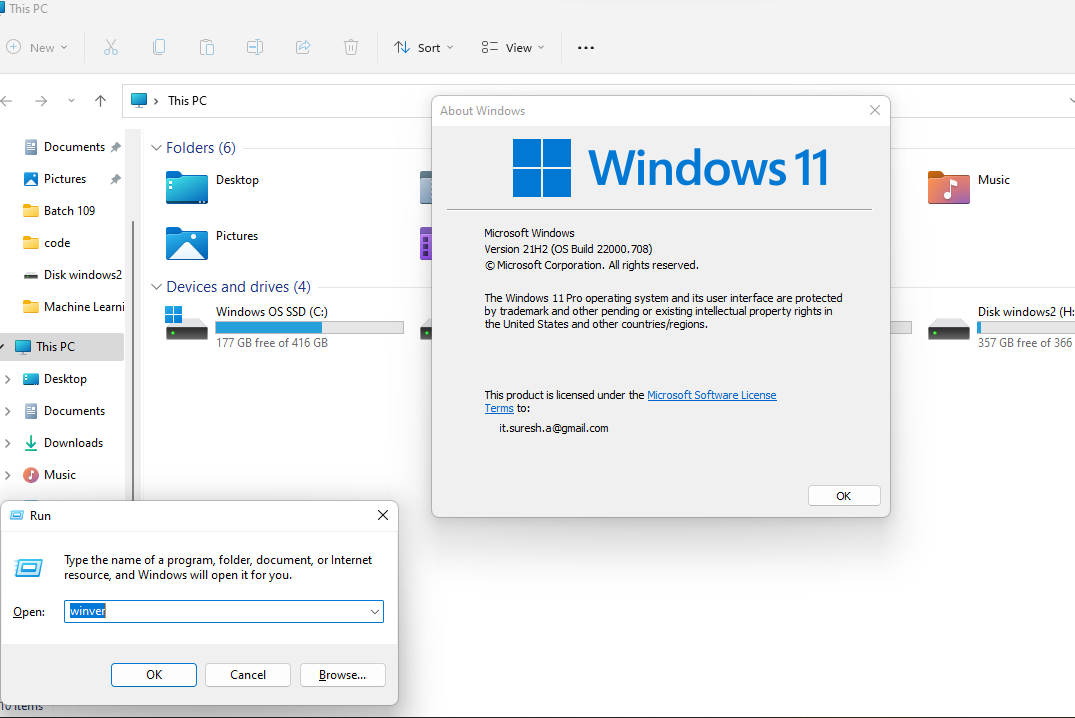 This PC
New
Sort
View
This PC
Documents
Pictures
Batch 109
code
Disk windows2
Machine Learni
This PC
Desktop
Documents
Downloads
Music
Folders (6)
Desktop
Music
Pictures
Devices and drives (4)
Windows OS SSD (C:)
177 GB free of 416 GB
Disk windows2 (H:
357 GB free of 366
About Windows
Windows 11
Microsoft Windows
Version 21H2 (OS Build 22000.708)
© Microsoft Corporation. All rights reserved.
The Windows 11 Pro operating system and its user interface are protected
by trademark and other pending or existing intellectual property rights in
the United States and other countries/regions.
This product is licensed under the Microsoft Software License
Terms to:
it.suresh.a@gmail.com
OK
Run
Type the name of a program, folder, document, or Internet
resource, and Windows will open it for you.
Open:
winver
OK
Cancel
Browse...
10 items